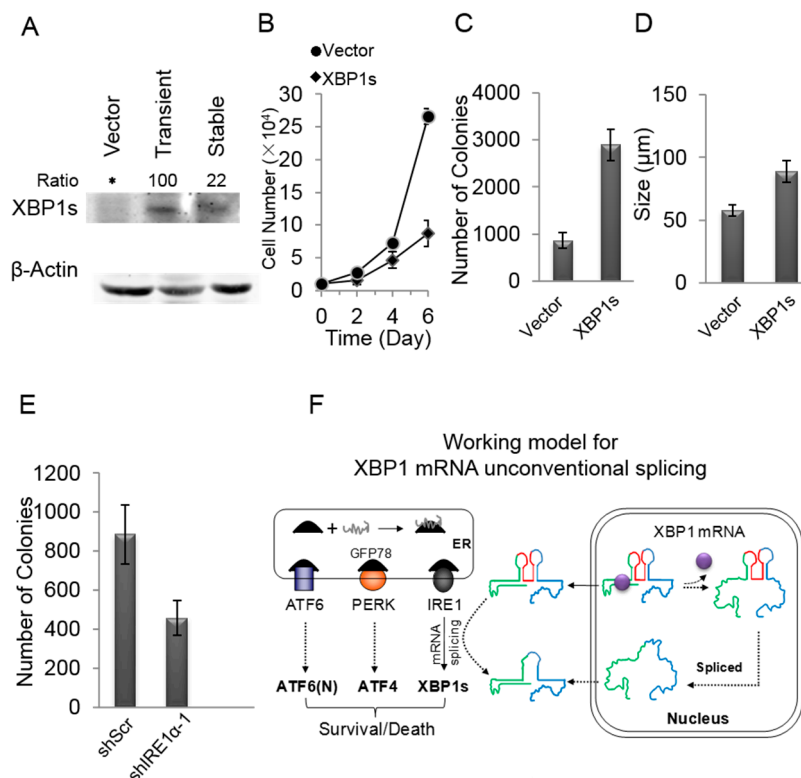 A
Vector
Transient
Stable
Ratio * 100 22
XBP1s
β-Actin
B
Vector
XBP1s
Cell Number (×10⁴)
30
25
20
15
10
5
0
0 2 4 6
Time (Day)
C
Number of Colonies
4000
3000
2000
1000
0
Vector
XBP1s
D
Size (μm)
150
100
50
0
Vector
XBP1s
E
Number of Colonies
1200
1000
800
600
400
200
0
shScr
shIRE1α-1
F
Working model for
XBP1 mRNA unconventional splicing
+
ER
GFP78
ATF6 PERK IRE1
mRNA
splicing
ATF6(N) ATF4 XBP1s
Survival/Death
XBP1 mRNA
Spliced
Nucleus